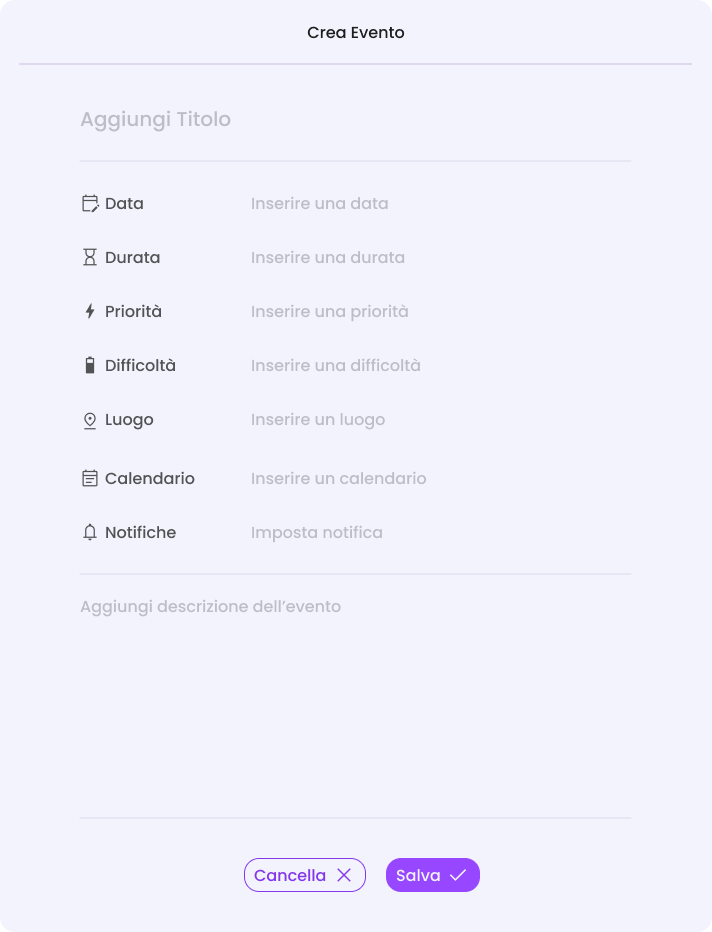 Crea Evento
Aggiungi Titolo
Data Inserire una data
Durata Inserire una durata
Priorità Inserire una priorità
Difficoltà Inserire una difficoltà
Luogo Inserire un luogo
Calendario Inserire un calendario
Notifiche Imposta notifica
Aggiungi descrizione dell’evento
Cancella Salva